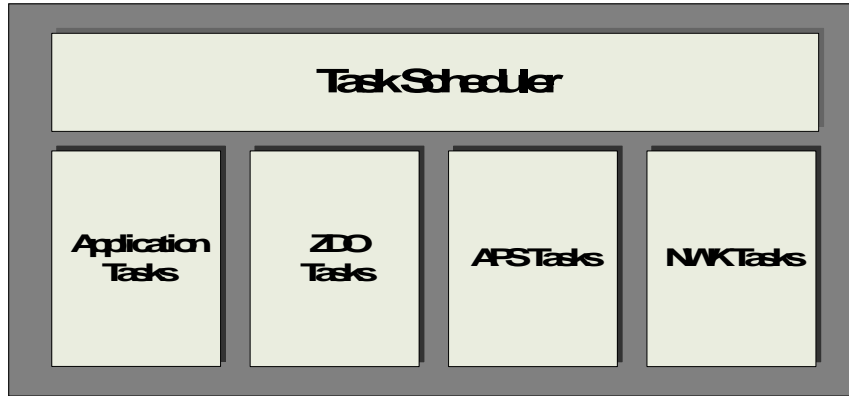 Task Scheduler
Application
Tasks
ZDO
Tasks
APS Tasks
NWK Tasks